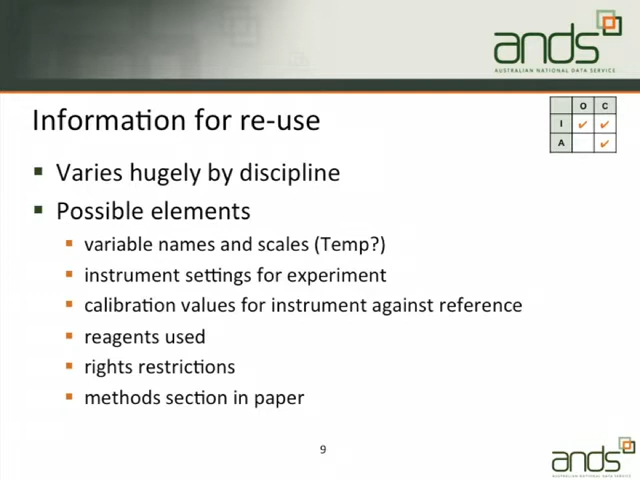 ands
AUSTRALIAN NATIONAL DATA SERVICE
Information for re-use
O C
I ✔ ✔
A ✔
▪ Varies hugely by discipline
▪ Possible elements
▪ variable names and scales (Temp?)
▪ instrument settings for experiment
▪ calibration values for instrument against reference
▪ reagents used
▪ rights restrictions
▪ methods section in paper
9
ands
AUSTRALIAN NATIONAL DATA SERVICE